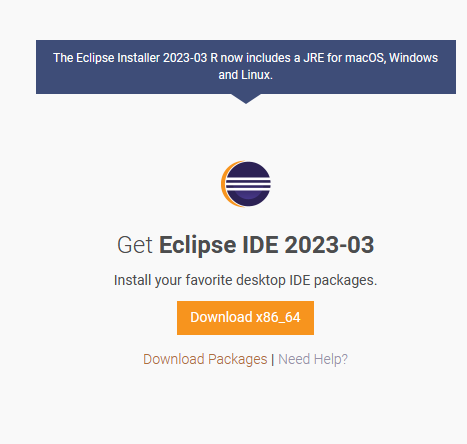 The Eclipse Installer 2023-03 R now includes a JRE for macOS, Windows
and Linux.
Get Eclipse IDE 2023-03
Install your favorite desktop IDE packages.
Download x86_64
Download Packages | Need Help?